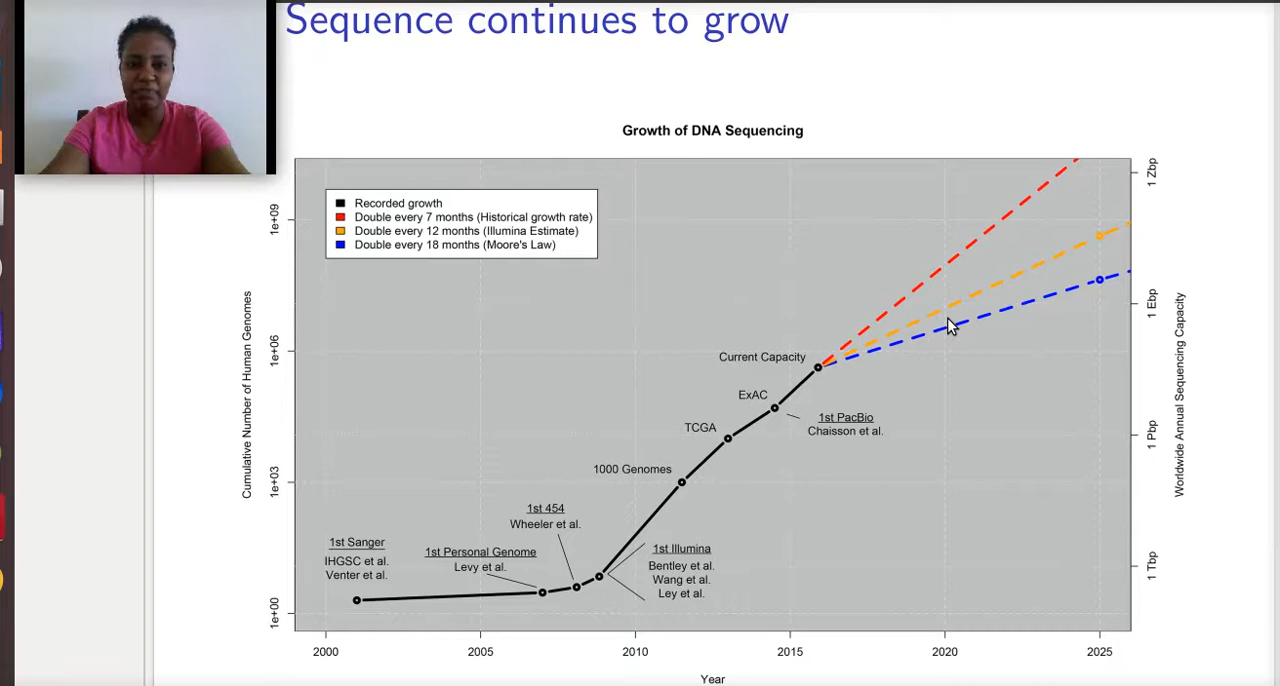 Sequence continues to grow
Growth of DNA Sequencing
Recorded growth
Double every 7 months (Historical growth rate)
Double every 12 months (Illumina Estimate)
Double every 18 months (Moore's Law)
Cumulative Number of Human Genomes
1e+09
1e+06
1e+03
1e+00
Worldwide Annual Sequencing Capacity
1 Zbp
1 Ebp
1 Pbp
1 Tbp
Current Capacity
ExAC
1st PacBio
Chaisson et al.
TCGA
1000 Genomes
1st 454
Wheeler et al.
1st Sanger
IHGSC et al.
Venter et al.
1st Personal Genome
Levy et al.
1st Illumina
Bentley et al.
Wang et al.
Ley et al.
2000
2005
2010
2015
2020
2025
Year